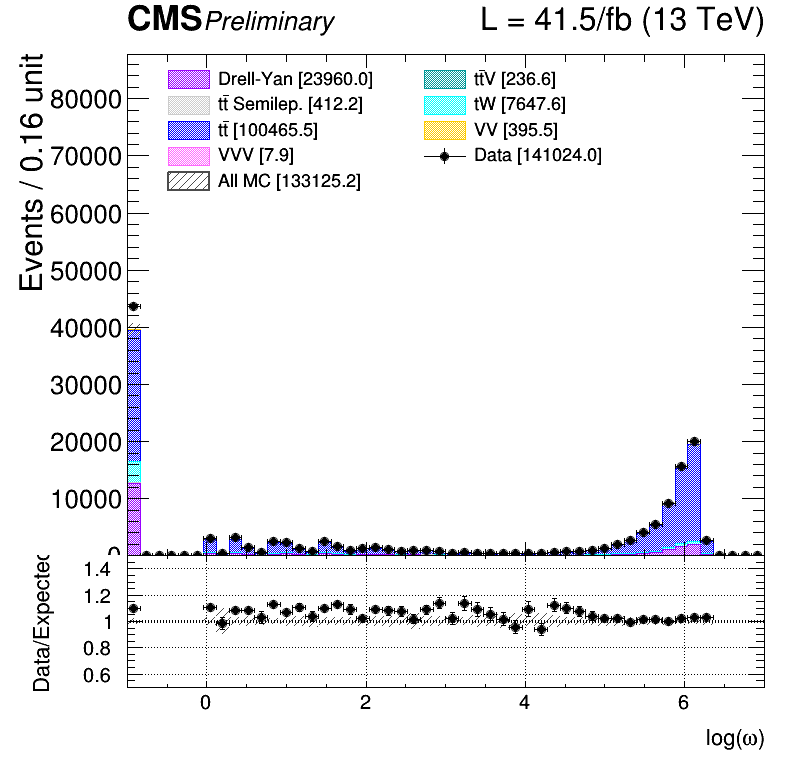 CMS Preliminary L = 41.5/fb (13 TeV)
Events / 0.16 unit
Drell-Yan [23960.0]
tt̄ Semilep. [412.2]
tt̄ [100465.5]
VVV [7.9]
All MC [133125.2]
tt̄V [236.6]
tW [7647.6]
VV [395.5]
Data [141024.0]
80000
70000
60000
50000
40000
30000
20000
10000
0
Data/Expected
1.4
1.2
1
0.8
0.6
0 2 4 6
log(ω)